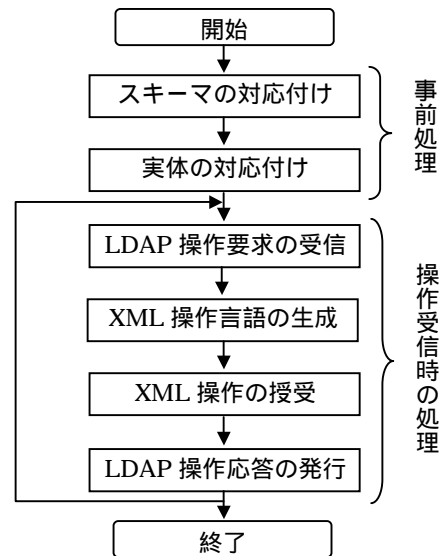 開始
スキーマの対応付け
実体の対応付け
事前処理
LDAP 操作要求の受信
XML 操作言語の生成
XML 操作の授受
LDAP 操作応答の発行
操作受信時の処理
終了